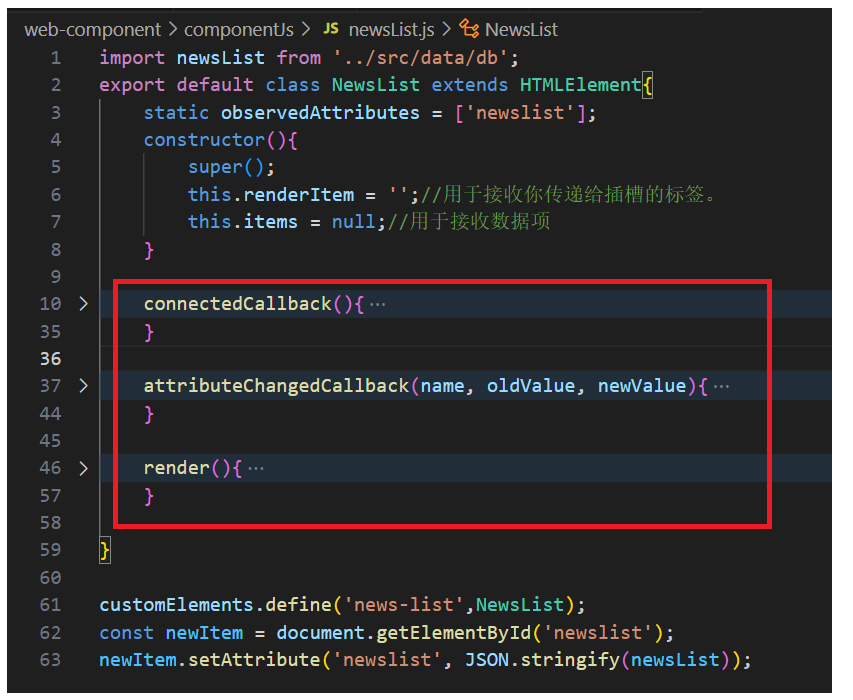 web-component > componentJs > JS newsList.js > NewsList
1 import newsList from '../src/data/db';
2 export default class NewsList extends HTMLElement{
3 static observedAttributes = ['newslist'];
4 constructor(){
5 super();
6 this.renderItem = '';//用于接收你传递给插槽的标签。
7 this.items = null;//用于接收数据项
8 }
9
10 > connectedCallback(){ ···
35 }
36
37 > attributeChangedCallback(name, oldValue, newValue){ ···
44 }
45
46 > render(){ ···
57 }
58
59 }
60
61 customElements.define('news-list',NewsList);
62 const newItem = document.getElementById('newslist');
63 newItem.setAttribute('newslist', JSON.stringify(newsList));